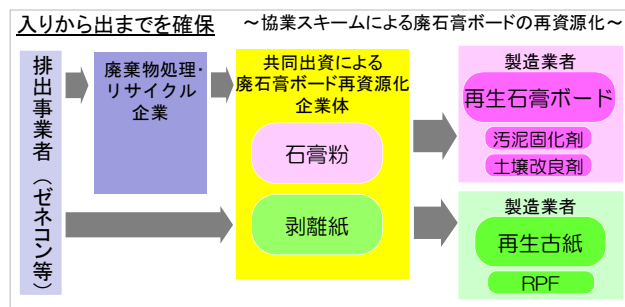 入りから出までを確保
～協業スキームによる廃石膏ボードの再資源化～
排出事業者（ゼネコン等）
廃棄物処理・
リサイクル
企業
共同出資による
廃石膏ボード再資源化
企業体
石膏粉
剥離紙
製造業者
再生石膏ボード
汚泥固化剤
土壌改良剤
製造業者
再生古紙
RPF